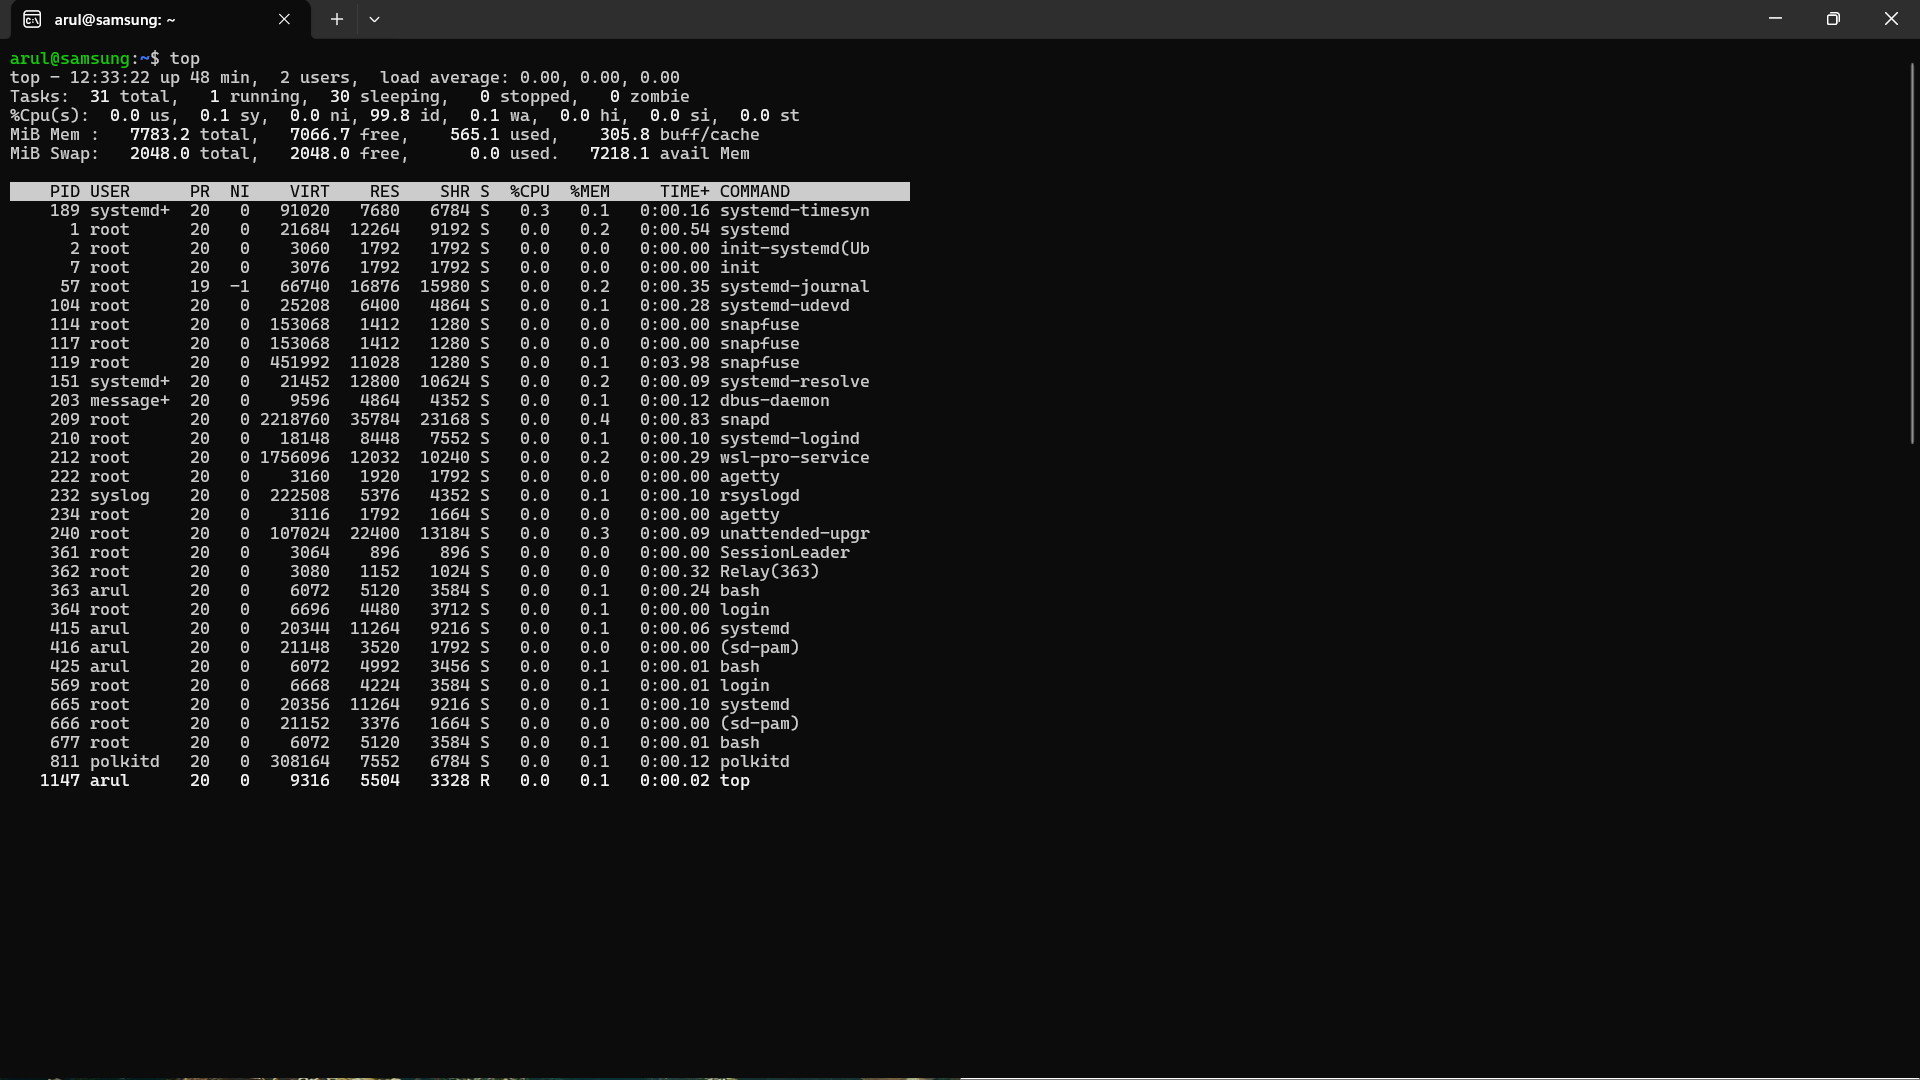 arul@samsung: ~
arul@samsung:~$ top
top - 12:33:22 up 48 min,  2 users,  load average: 0.00, 0.00, 0.00
Tasks:  31 total,   1 running,  30 sleeping,   0 stopped,   0 zombie
%Cpu(s):  0.0 us,  0.1 sy,  0.0 ni, 99.8 id,  0.1 wa,  0.0 hi,  0.0 si,  0.0 st
MiB Mem :   7783.2 total,   7066.7 free,    565.1 used,    305.8 buff/cache
MiB Swap:   2048.0 total,   2048.0 free,      0.0 used.   7218.1 avail Mem
    PID USER      PR  NI    VIRT    RES    SHR S  %CPU  %MEM     TIME+ COMMAND
    189 systemd+  20   0   91020   7680   6784 S   0.3   0.1   0:00.16 systemd-timesyn
      1 root      20   0   21684  12264   9192 S   0.0   0.2   0:00.54 systemd
      2 root      20   0    3060   1792   1792 S   0.0   0.0   0:00.00 init-systemd(Ub
      7 root      20   0    3076   1792   1792 S   0.0   0.0   0:00.00 init
     57 root      19  -1   66740  16876  15980 S   0.0   0.2   0:00.35 systemd-journal
    104 root      20   0   25208   6400   4864 S   0.0   0.1   0:00.28 systemd-udevd
    114 root      20   0  153068   1412   1280 S   0.0   0.0   0:00.00 snapfuse
    117 root      20   0  153068   1412   1280 S   0.0   0.0   0:00.00 snapfuse
    119 root      20   0  451992  11028   1280 S   0.0   0.1   0:03.98 snapfuse
    151 systemd+  20   0   21452  12800  10624 S   0.0   0.2   0:00.09 systemd-resolve
    203 message+  20   0    9596   4864   4352 S   0.0   0.1   0:00.12 dbus-daemon
    209 root      20   0 2218760  35784  23168 S   0.0   0.4   0:00.83 snapd
    210 root      20   0   18148   8448   7552 S   0.0   0.1   0:00.10 systemd-logind
    212 root      20   0 1756096  12032  10240 S   0.0   0.2   0:00.29 wsl-pro-service
    222 root      20   0    3160   1920   1792 S   0.0   0.0   0:00.00 agetty
    232 syslog    20   0  222508   5376   4352 S   0.0   0.1   0:00.10 rsyslogd
    234 root      20   0    3116   1792   1664 S   0.0   0.0   0:00.00 agetty
    240 root      20   0  107024  22400  13184 S   0.0   0.3   0:00.09 unattended-upgr
    361 root      20   0    3064    896    896 S   0.0   0.0   0:00.00 SessionLeader
    362 root      20   0    3080   1152   1024 S   0.0   0.0   0:00.32 Relay(363)
    363 arul      20   0    6072   5120   3584 S   0.0   0.1   0:00.24 bash
    364 root      20   0    6696   4480   3712 S   0.0   0.1   0:00.00 login
    415 arul      20   0   20344  11264   9216 S   0.0   0.1   0:00.06 systemd
    416 arul      20   0   21148   3520   1792 S   0.0   0.0   0:00.00 (sd-pam)
    425 arul      20   0    6072   4992   3456 S   0.0   0.1   0:00.01 bash
    569 root      20   0    6668   4224   3584 S   0.0   0.1   0:00.01 login
    665 root      20   0   20356  11264   9216 S   0.0   0.1   0:00.10 systemd
    666 root      20   0   21152   3376   1664 S   0.0   0.0   0:00.00 (sd-pam)
    677 root      20   0    6072   5120   3584 S   0.0   0.1   0:00.01 bash
    811 polkitd   20   0  308164   7552   6784 S   0.0   0.1   0:00.12 polkitd
   1147 arul      20   0    9316   5504   3328 R   0.0   0.1   0:00.02 top